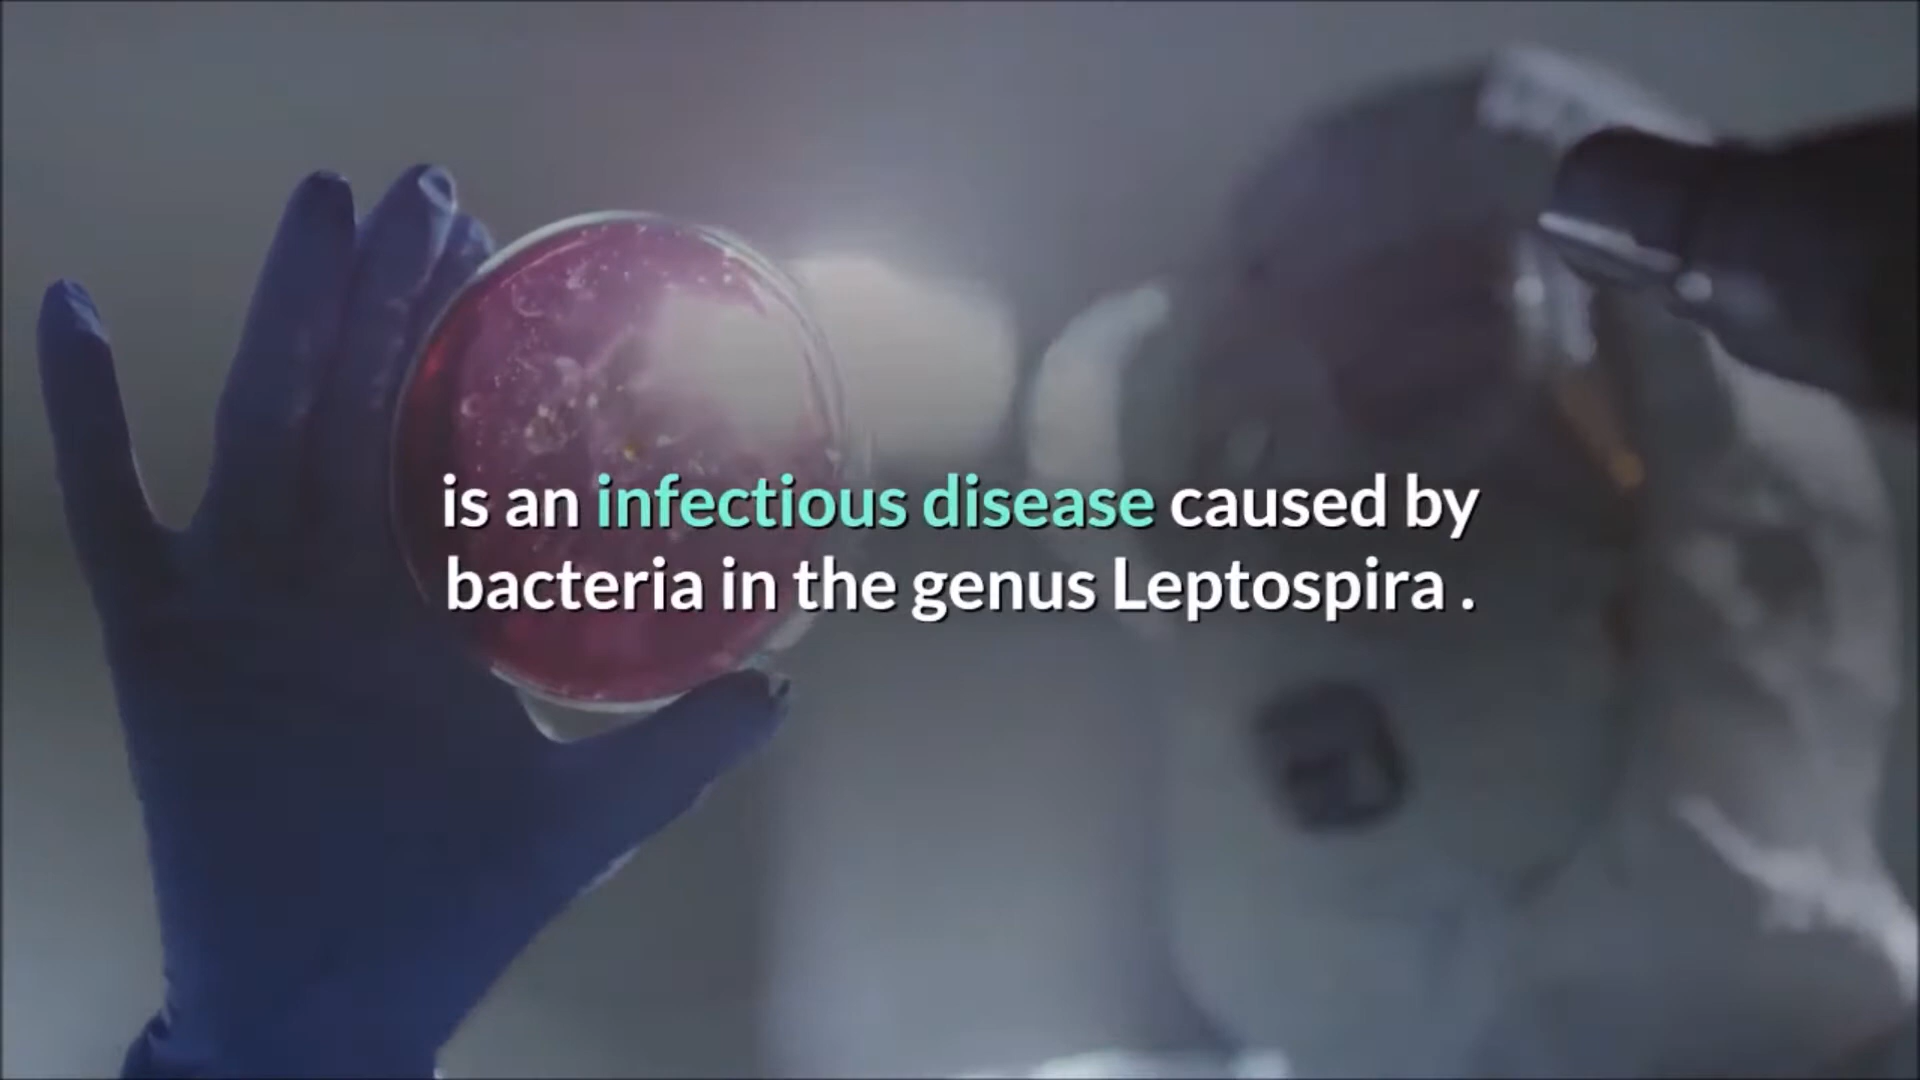 is an infectious disease caused by
bacteria in the genus Leptospira .